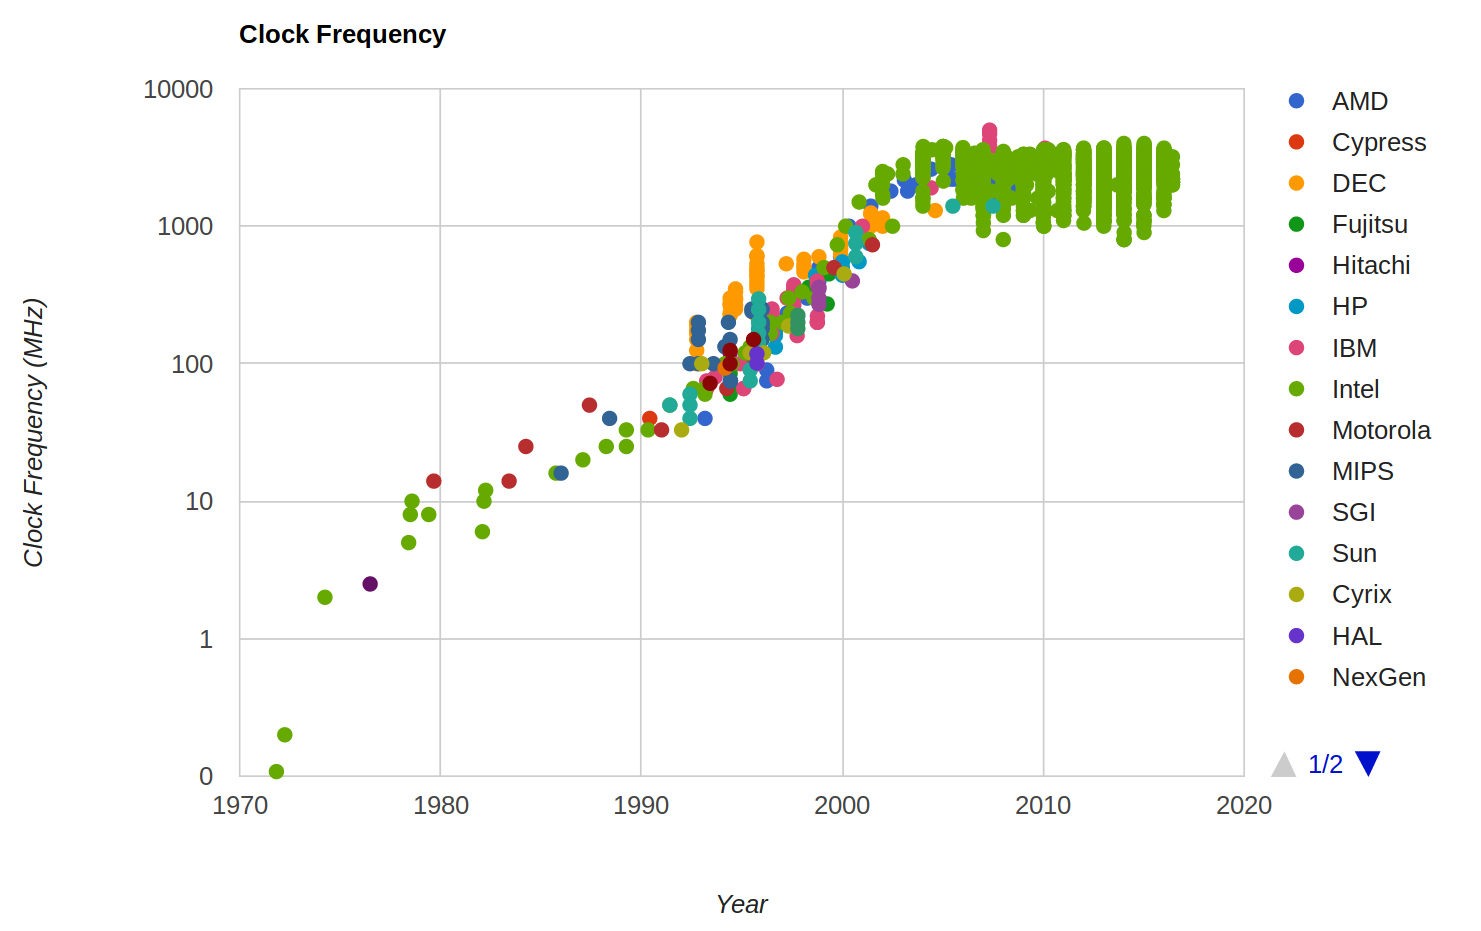 Clock Frequency
10000
1000
100
10
1
0
Clock Frequency (MHz)
1970
1980
1990
2000
2010
2020
Year
AMD
Cypress
DEC
Fujitsu
Hitachi
HP
IBM
Intel
Motorola
MIPS
SGI
Sun
Cyrix
HAL
NexGen
1/2